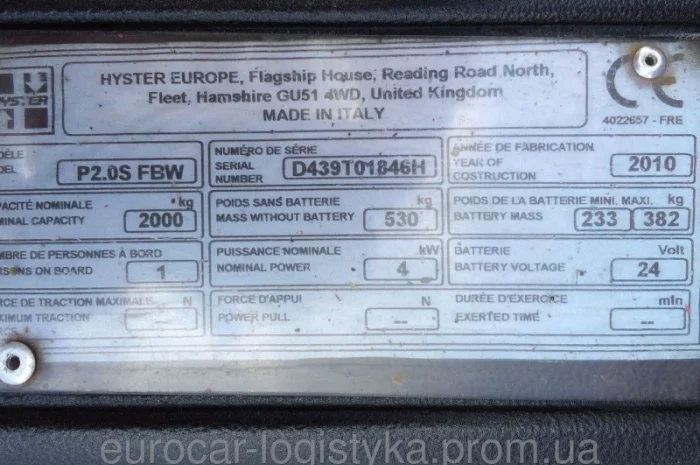 HYSTER EUROPE, Flagship House, Reading Road North,
Fleet, Hamshire GU51 4WD, United Kingdom
MADE IN ITALY
HYSTER
CE
4022657 - FRE
DÈLE
DEL
P2.0S FBW
NUMÉRO DE SÉRIE
SERIAL NUMBER
D439T01846H
ANNÉE DE FABRICATION
YEAR OF COSTRUCTION
2010
PACITÉ NOMINALE kg
MINAL CAPACITY 2000
POIDS SANS BATTERIE kg
MASS WITHOUT BATTERY 530
POIDS DE LA BATTERIE MINI. MAXI. kg
BATTERY MASS 233 382
MBRE DE PERSONNES À BORD
RSONS ON BOARD 1
PUISSANCE NOMINALE kW
NOMINAL POWER 4
BATTERIE Volt
BATTERY VOLTAGE 24
RCE DE TRACTION MAXIMALE N
XIMUM TRACTION --
FORCE D'APPUI N
POWER PULL --
DURÉE D'EXERCICE min
EXERTED TIME --
eurocar-logistyka.prom.ua